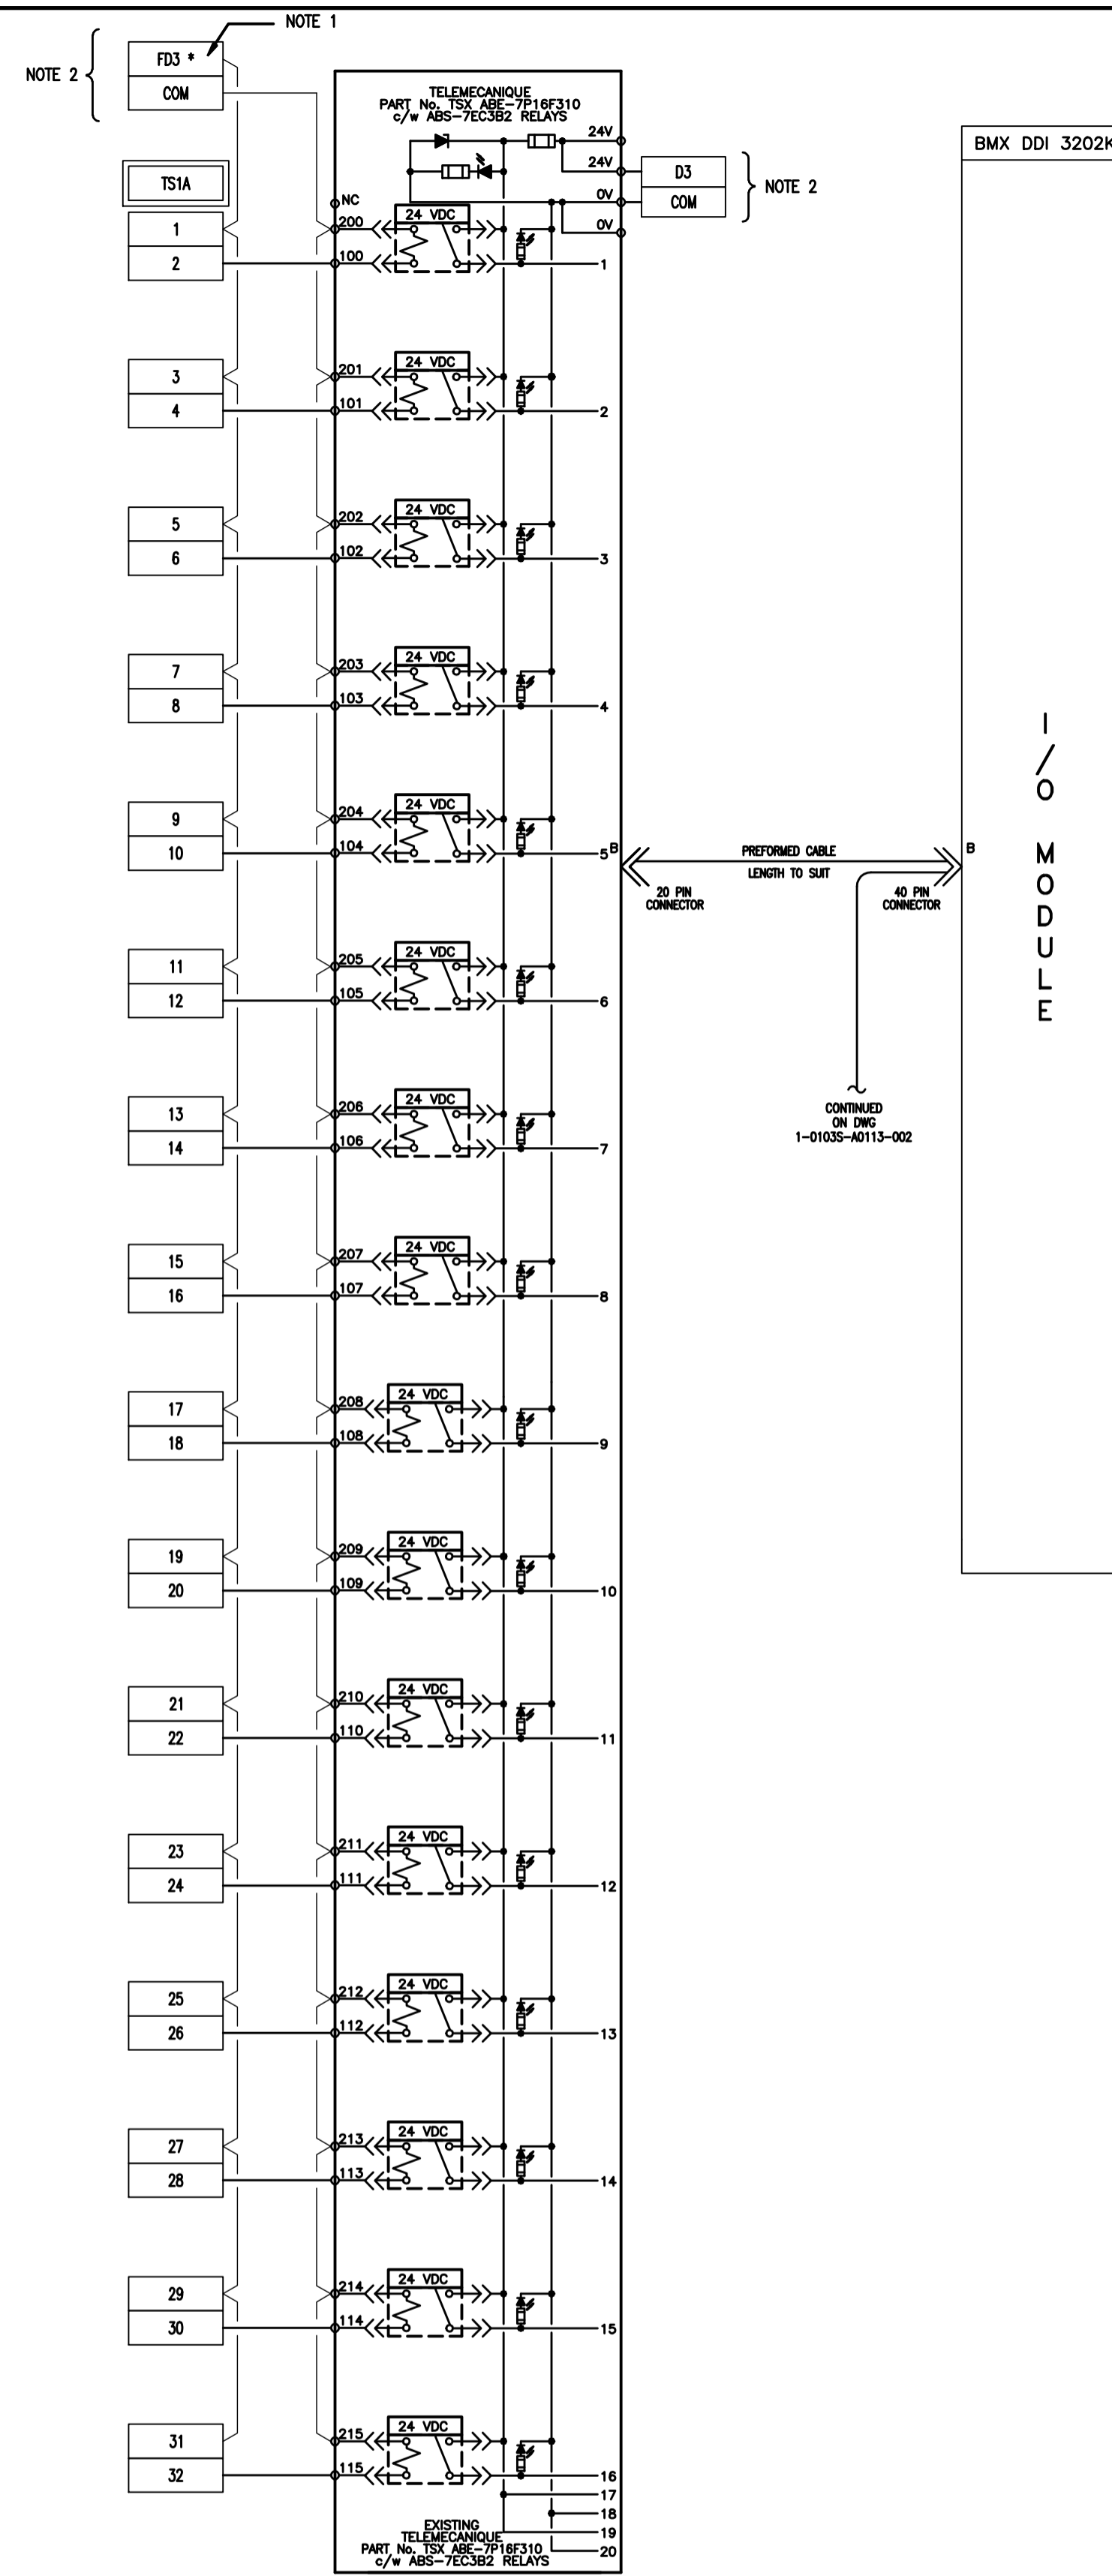 NOTE 1
NOTE 2
FD3 *
COM
TELEMECANIQUE
PART No. TSX ABE-7P16F310
c/w ABS-7EC3B2 RELAYS
24V
24V
0V
0V
D3
COM
NOTE 2
BMX DDI 3202K
TS1A
NC
1
200
24 VDC
2
100
1
3
201
24 VDC
4
101
2
5
202
24 VDC
6
102
3
7
203
24 VDC
8
103
4
9
204
24 VDC
10
104
5
B
PREFORMED CABLE
LENGTH TO SUIT
20 PIN
CONNECTOR
40 PIN
CONNECTOR
B
I/O MODULE
11
205
24 VDC
12
105
6
CONTINUED
ON DWG
1-0103S-A0113-002
13
206
24 VDC
14
106
7
15
207
24 VDC
16
107
8
17
208
24 VDC
18
108
9
19
209
24 VDC
20
109
10
21
210
24 VDC
22
110
11
23
211
24 VDC
24
111
12
25
212
24 VDC
26
112
13
27
213
24 VDC
28
113
14
29
214
24 VDC
30
114
15
31
215
24 VDC
32
115
16
17
18
19
20
EXISTING
TELEMECANIQUE
PART No. TSX ABE-7P16F310
c/w ABS-7EC3B2 RELAYS